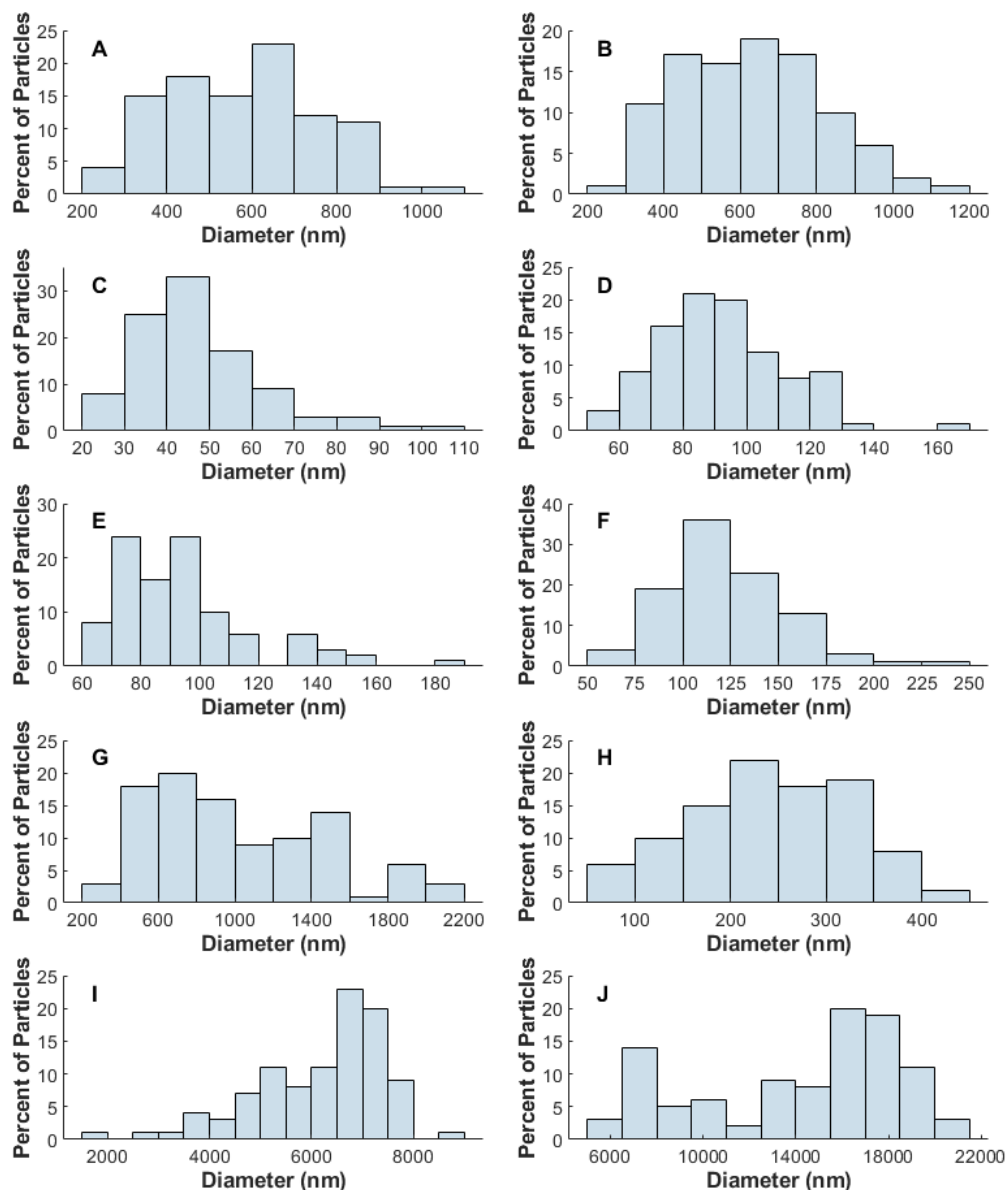 A
Percent of Particles
25
20
15
10
5
0
200 400 600 800 1000
Diameter (nm)
B
Percent of Particles
20
15
10
5
0
200 400 600 800 1000 1200
Diameter (nm)
C
Percent of Particles
30
20
10
0
20 30 40 50 60 70 80 90 100 110
Diameter (nm)
D
Percent of Particles
25
20
15
10
5
0
60 80 100 120 140 160
Diameter (nm)
E
Percent of Particles
30
20
10
0
60 80 100 120 140 160 180
Diameter (nm)
F
Percent of Particles
40
30
20
10
0
50 75 100 125 150 175 200 225 250
Diameter (nm)
G
Percent of Particles
25
20
15
10
5
0
200 600 1000 1400 1800 2200
Diameter (nm)
H
Percent of Particles
25
20
15
10
5
0
100 200 300 400
Diameter (nm)
I
Percent of Particles
25
20
15
10
5
0
2000 4000 6000 8000
Diameter (nm)
J
Percent of Particles
25
20
15
10
5
0
6000 10000 14000 18000 22000
Diameter (nm)